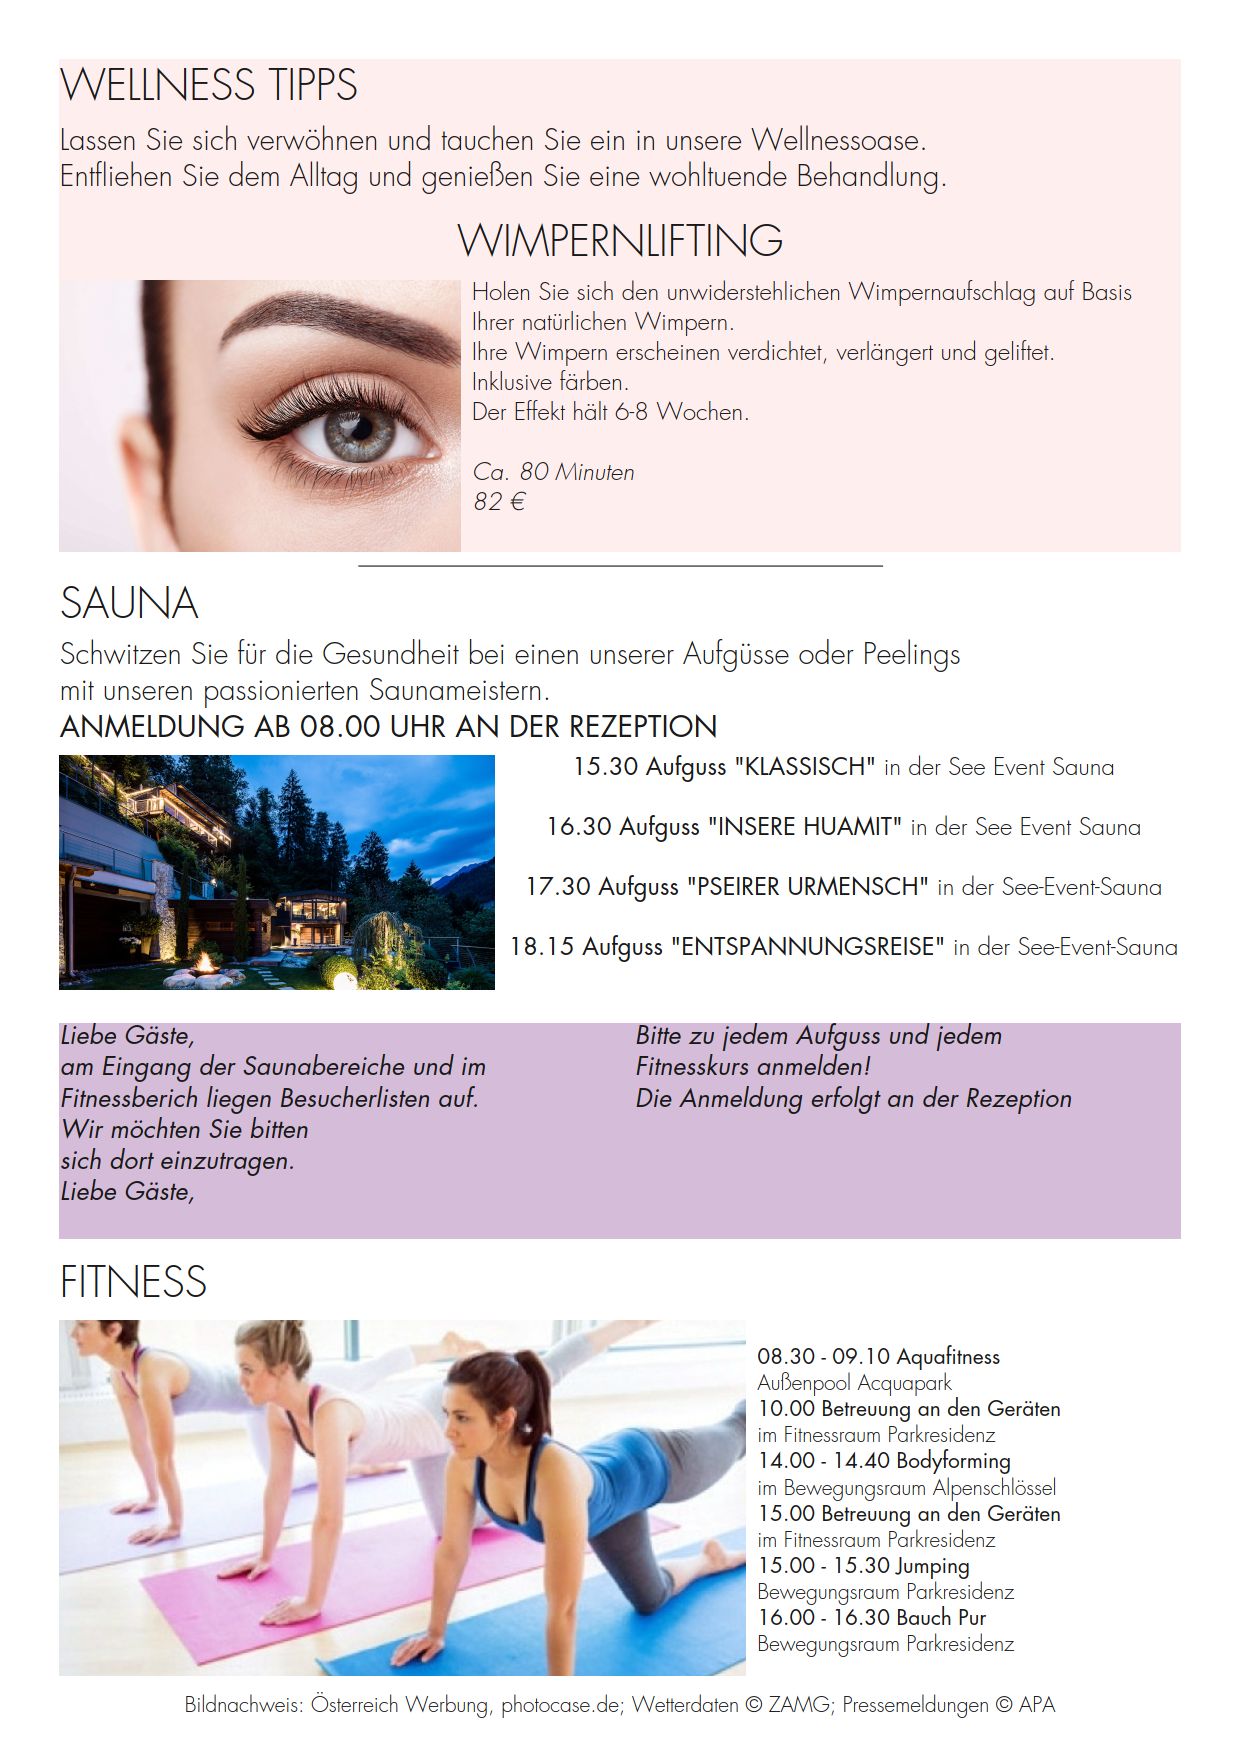 WELLNESS TIPPS
Lassen Sie sich verwöhnen und tauchen Sie ein in unsere Wellnessoase.
Entfliehen Sie dem Alltag und genießen Sie eine wohltuende Behandlung.
WIMPERNLIFTING
Holen Sie sich den unwiderstehlichen Wimpernaufschlag auf Basis
Ihrer natürlichen Wimpern.
Ihre Wimpern erscheinen verdichtet, verlängert und geliftet.
Inklusive färben.
Der Effekt hält 6-8 Wochen.
Ca. 80 Minuten
82 €
SAUNA
Schwitzen Sie für die Gesundheit bei einen unserer Aufgüsse oder Peelings
mit unseren passionierten Saunameistern.
ANMELDUNG AB 08.00 UHR AN DER REZEPTION
15.30 Aufguss "KLASSISCH" in der See Event Sauna
16.30 Aufguss "INSERE HUAMIT" in der See Event Sauna
17.30 Aufguss "PSEIRER URMENSCH" in der See-Event-Sauna
18.15 Aufguss "ENTSPANNUNGSREISE" in der See-Event-Sauna
Liebe Gäste,
am Eingang der Saunabereiche und im
Fitnessberich liegen Besucherlisten auf.
Wir möchten Sie bitten
sich dort einzutragen.
Liebe Gäste,
Bitte zu jedem Aufguss und jedem
Fitnesskurs anmelden!
Die Anmeldung erfolgt an der Rezeption
FITNESS
08.30 - 09.10 Aquafitness
Außenpool Acquapark
10.00 Betreuung an den Geräten
im Fitnessraum Parkresidenz
14.00 - 14.40 Bodyforming
im Bewegungsraum Alpenschlössel
15.00 Betreuung an den Geräten
im Fitnessraum Parkresidenz
15.00 - 15.30 Jumping
Bewegungsraum Parkresidenz
16.00 - 16.30 Bauch Pur
Bewegungsraum Parkresidenz
Bildnachweis: Österreich Werbung, photocase.de; Wetterdaten © ZAMG; Pressemeldungen © APA